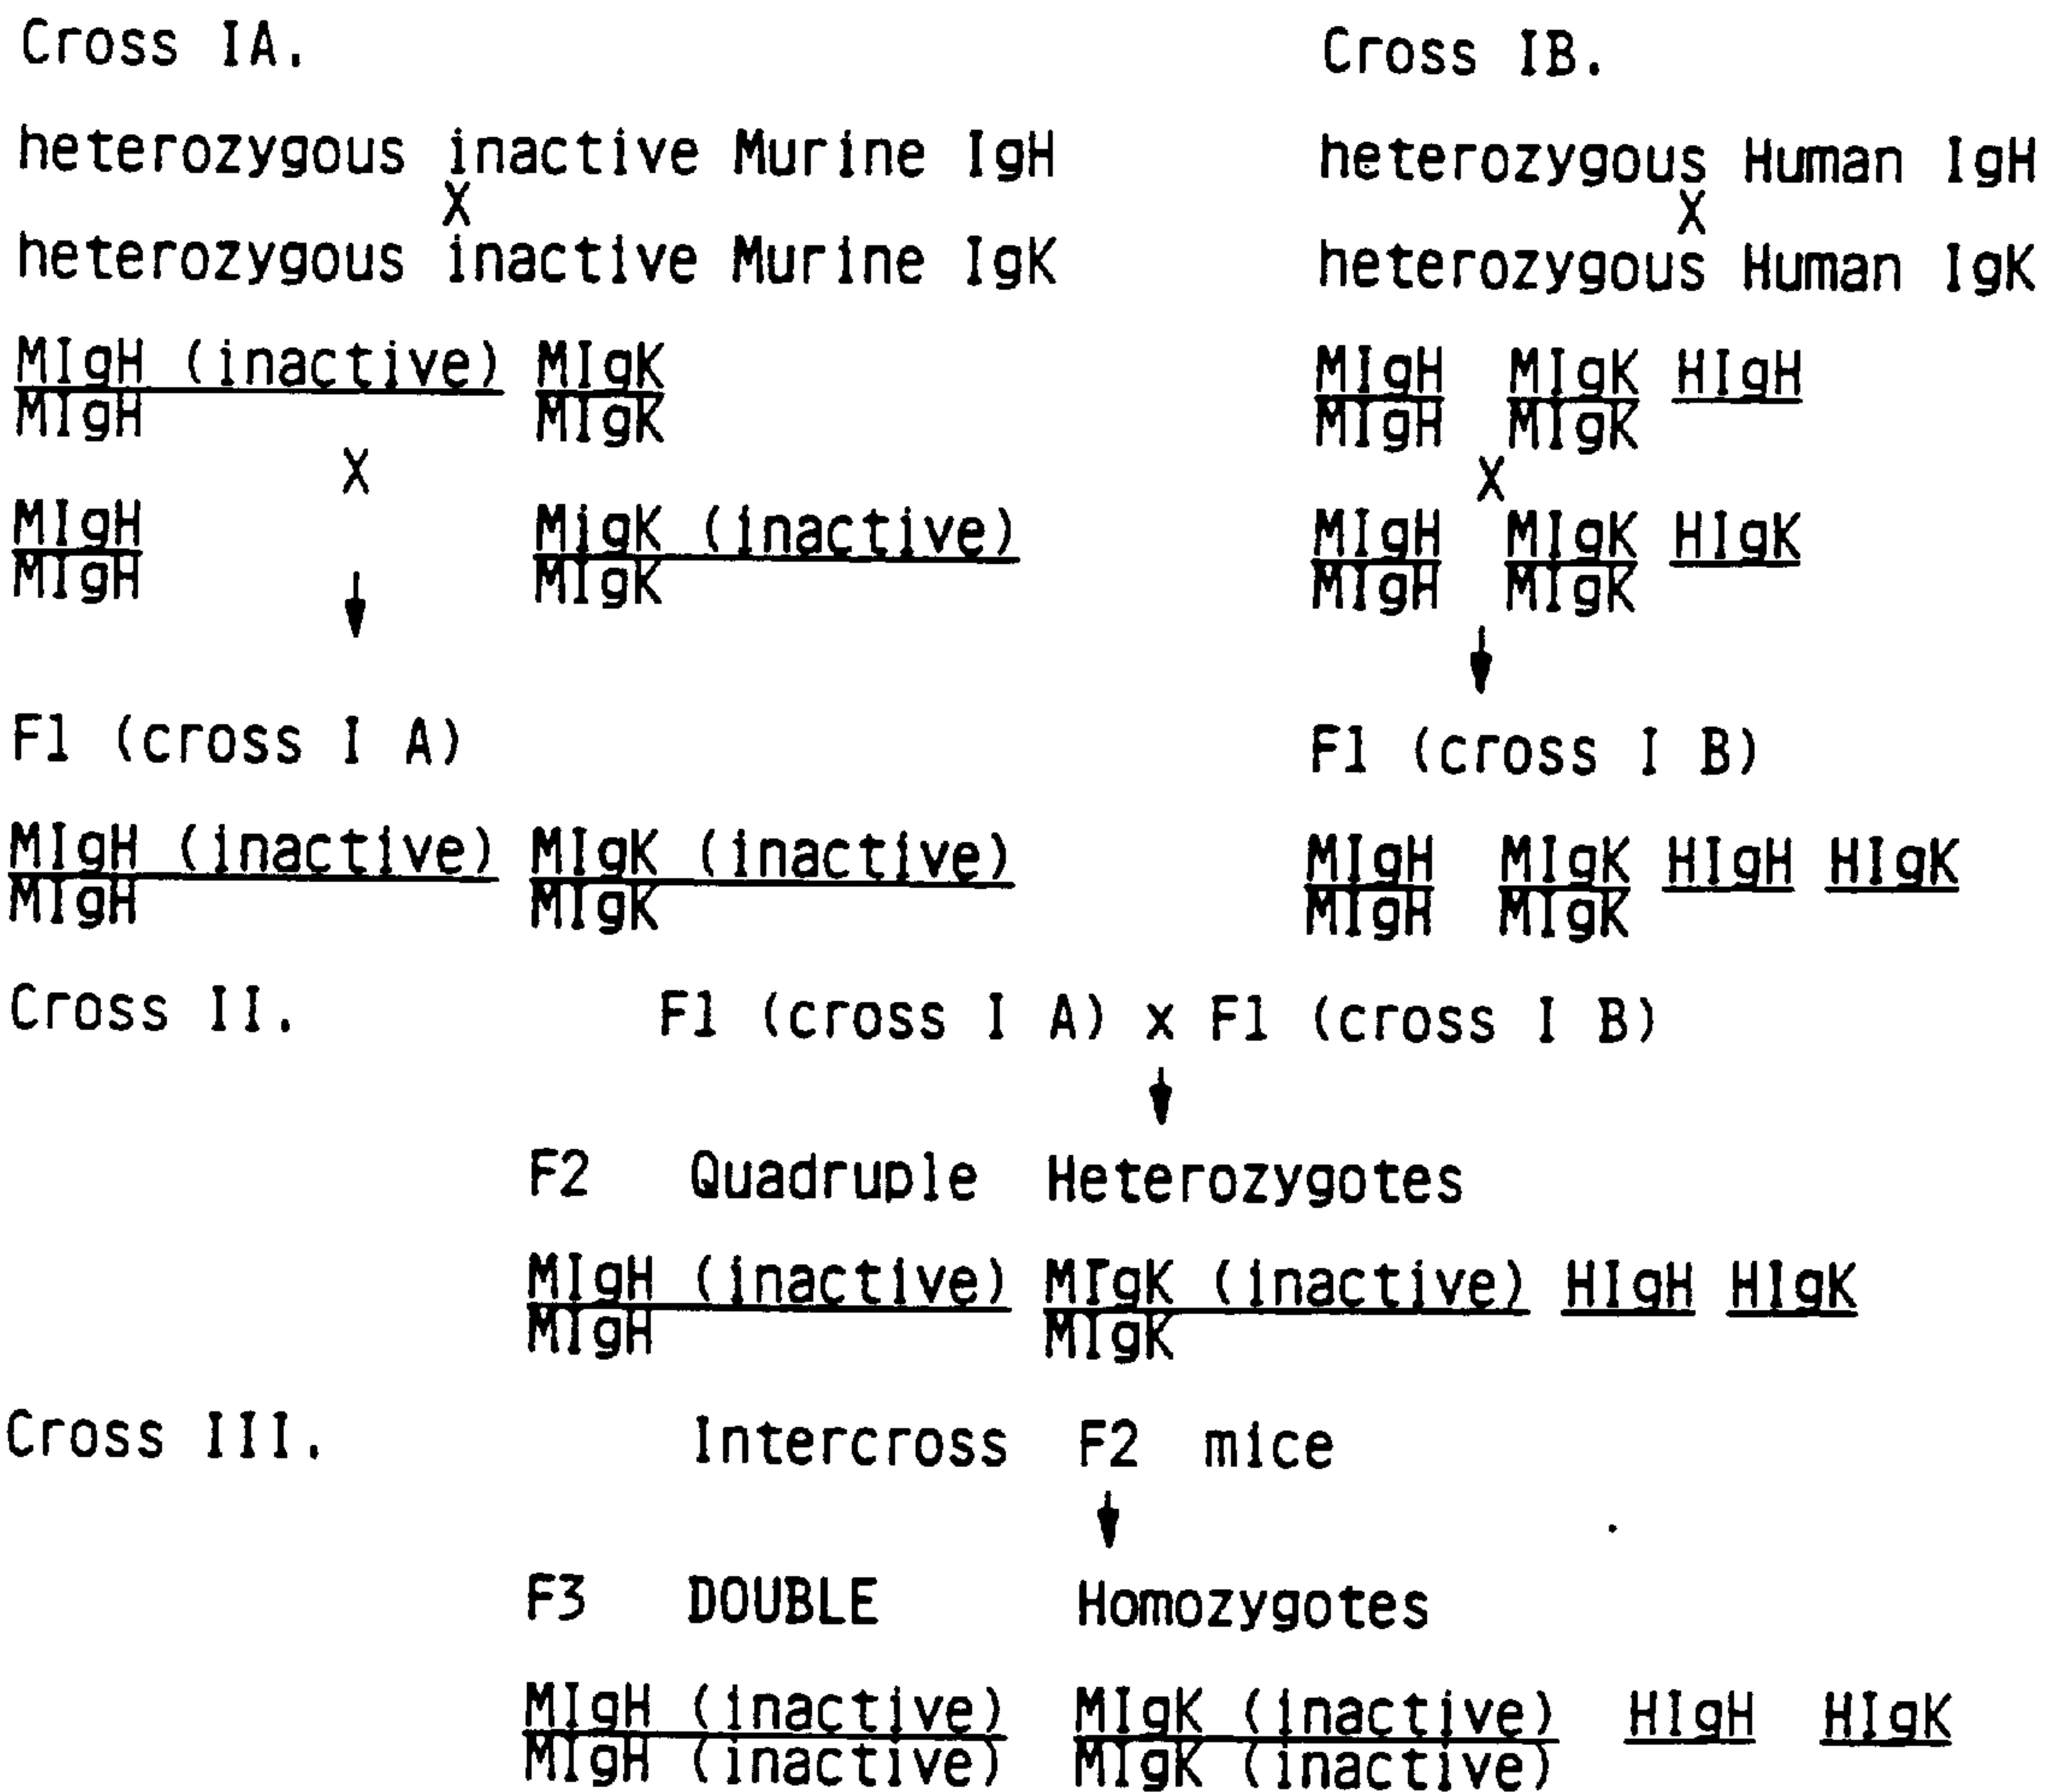 Cross IA.
heterozygous inactive Murine IgH
X
heterozygous inactive Murine IgK
MIgH (inactive) MIgK
MIgH MIgK
X
MIgH MigK (inactive)
MIgH MIgK
F1 (cross I A)
MIgH (inactive) MIgK (inactive)
MIgH MIgK
Cross IB.
heterozygous Human IgH
X
heterozygous Human IgK
MIgH MIgK HIgH
MIgH MIgK
X
MIgH MIgK HIgK
MIgH MIgK
F1 (cross I B)
MIgH MIgK HIgH HIgK
MIgH MIgK
Cross II. F1 (cross I A) x F1 (cross I B)
F2 Quadruple Heterozygotes
MIgH (inactive) MIgK (inactive) HIgH HIgK
MIgH MIgK
Cross III. Intercross F2 mice
F3 DOUBLE Homozygotes
MIgH (inactive) MIgK (inactive) HIgH HIgK
MIgH (inactive) MIgK (inactive)